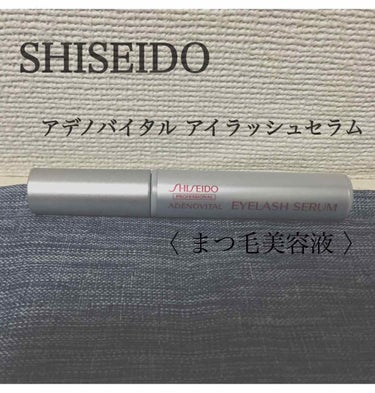 SHISEIDO
アデノバイタル アイラッシュセラム
SHISEIDO
PROFESSIONAL
ADENOVITAL EYELASH SERUM
〈 まつ毛美容液 〉